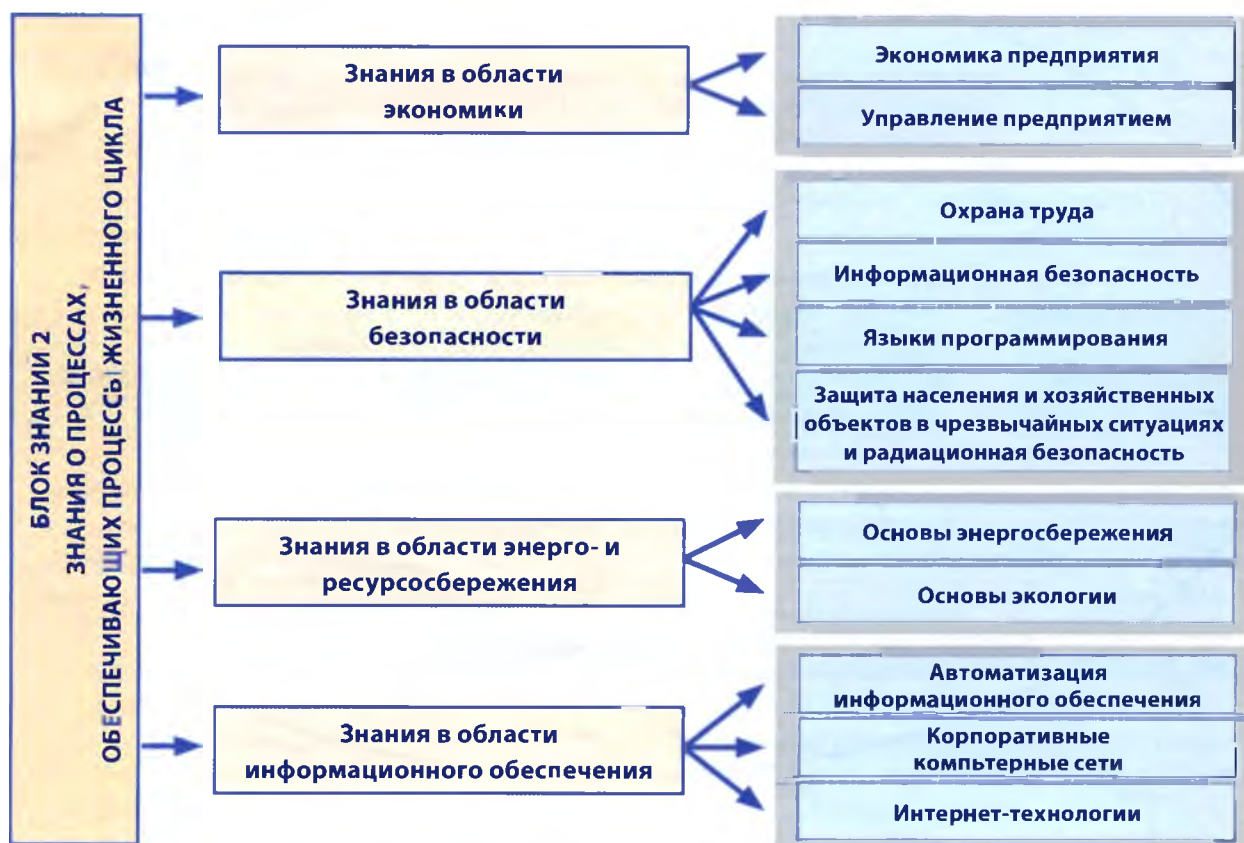 БЛОК ЗНАНИИ 2
ЗНАНИЯ О ПРОЦЕССАХ,
ОБЕСПЕЧИВАЮЩИХ ПРОЦЕССЫ ЖИЗНЕННОГО ЦИКЛА
Знания в области
экономики
Экономика предприятия
Управление предприятием
Знания в области
безопасности
Охрана труда
Информационная безопасность
Языки программирования
Защита населения и хозяйственных
объектов в чрезвычайных ситуациях
и радиационная безопасность
Знания в области энерго- и
ресурсосбережения
Основы энергосбережения
Основы экологии
Знания в области
информационного обеспечения
Автоматизация
информационного обеспечения
Корпоративные
компьтерные сети
Интернет-технологии